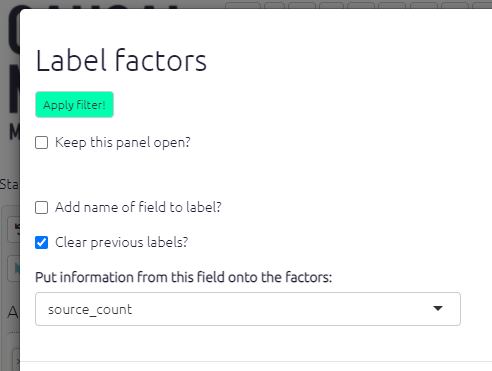 Label factors
Apply filter!
Keep this panel open?
Sta
Add name of field to label?
Clear previous labels?
Put information from this field onto the factors:
source_count